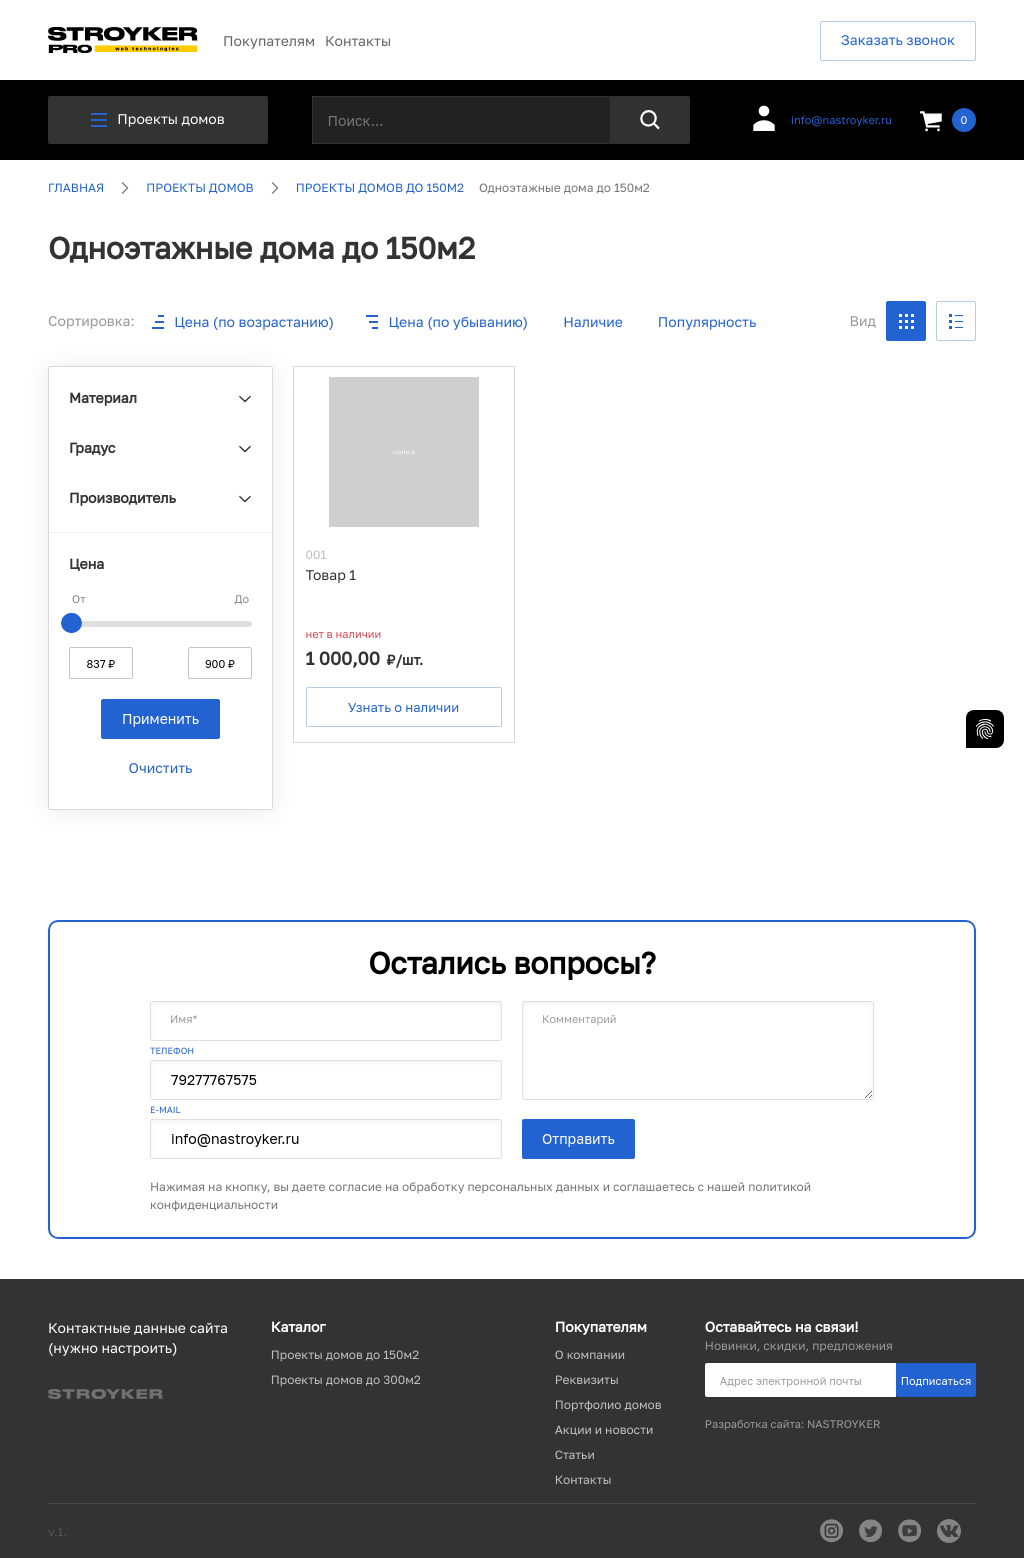 STROYKER
PRO web technologies
Покупателям Контакты
Заказать звонок
Проекты домов
Поиск...
info@nastroyker.ru
0
ГЛАВНАЯ ПРОЕКТЫ ДОМОВ ПРОЕКТЫ ДОМОВ ДО 150М2 Одноэтажные дома до 150м2
Одноэтажные дома до 150м2
Сортировка: Цена (по возрастанию) Цена (по убыванию) Наличие Популярность Вид
Материал
Градус
Производитель
Цена
От До
837 ₽ 900 ₽
Применить
Очистить
001
Товар 1
нет в наличии
1 000,00 ₽/шт.
Узнать о наличии
Остались вопросы?
Имя*
ТЕЛЕФОН
79277767575
E-MAIL
info@nastroyker.ru
Комментарий
Отправить
Нажимая на кнопку, вы даете согласие на обработку персональных данных и соглашаетесь с нашей политикой
конфиденциальности
Контактные данные сайта
(нужно настроить)
STROYKER
Каталог
Проекты домов до 150м2
Проекты домов до 300м2
Покупателям
О компании
Реквизиты
Портфолио домов
Акции и новости
Статьи
Контакты
Оставайтесь на связи!
Новинки, скидки, предложения
Адрес электронной почты Подписаться
Разработка сайта: NASTROYKER
v.1.